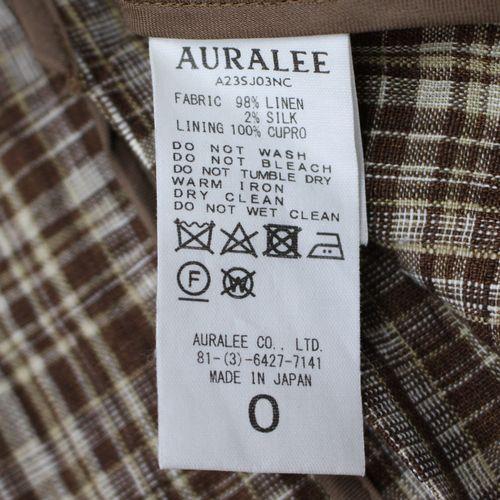 AURALEE
A23SJ03NC
FABRIC 98% LINEN
2% SILK
LINING 100% CUPRO
DO NOT WASH
DO NOT BLEACH
DO NOT TUMBLE DRY
WARM IRON
DRY CLEAN
DO NOT WET CLEAN
F W
AURALEE CO., LTD.
81-(3)-6427-7141
MADE IN JAPAN
0